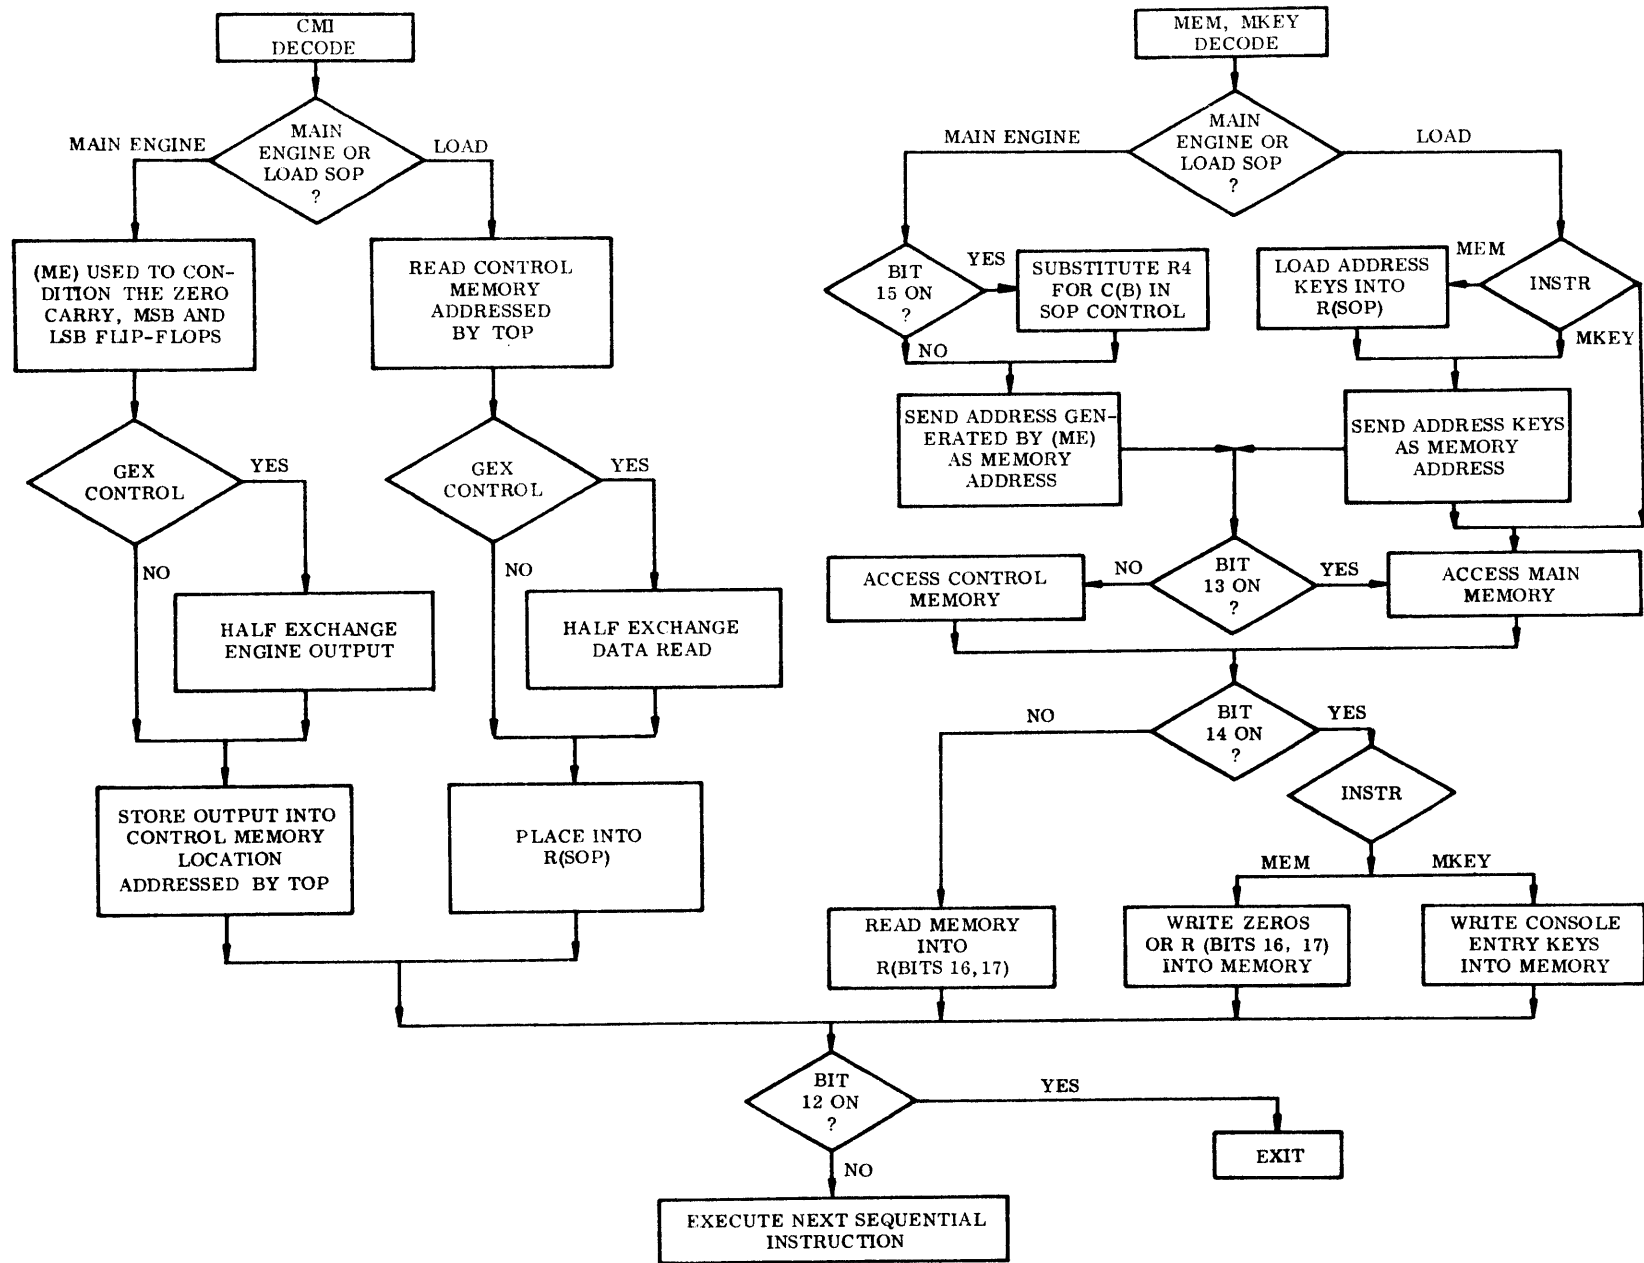 CMI
DECODE
MAIN
ENGINE OR
LOAD SOP
?
MAIN ENGINE
LOAD
(ME) USED TO CON-
DITION THE ZERO
CARRY, MSB AND
LSB FLIP-FLOPS
READ CONTROL
MEMORY
ADDRESSED
BY TOP
GEX
CONTROL
YES
NO
GEX
CONTROL
YES
NO
HALF EXCHANGE
ENGINE OUTPUT
HALF EXCHANGE
DATA READ
STORE OUTPUT INTO
CONTROL MEMORY
LOCATION
ADDRESSED BY TOP
PLACE INTO
R(SOP)
MEM, MKEY
DECODE
MAIN
ENGINE OR
LOAD SOP
?
MAIN ENGINE
LOAD
BIT
15 ON
?
YES
NO
SUBSTITUTE R4
FOR C(B) IN
SOP CONTROL
LOAD ADDRESS
KEYS INTO
R(SOP)
MEM
INSTR
MKEY
SEND ADDRESS GEN-
ERATED BY (ME)
AS MEMORY
ADDRESS
SEND ADDRESS KEYS
AS MEMORY
ADDRESS
ACCESS CONTROL
MEMORY
NO
BIT
13 ON
?
YES
ACCESS MAIN
MEMORY
NO
BIT
14 ON
?
YES
INSTR
MEM
MKEY
READ MEMORY
INTO
R(BITS 16,17)
WRITE ZEROS
OR R (BITS 16, 17)
INTO MEMORY
WRITE CONSOLE
ENTRY KEYS
INTO MEMORY
BIT
12 ON
?
YES
NO
EXIT
EXECUTE NEXT SEQUENTIAL
INSTRUCTION